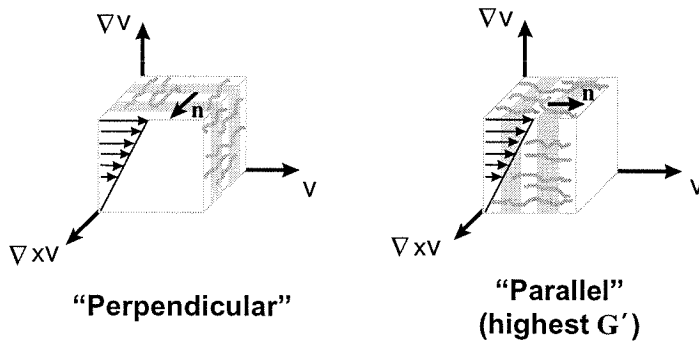 ∇V
∇V
n
n
V
V
∇ xV
∇ xV
“Perpendicular”
“Parallel”
(highest G′)